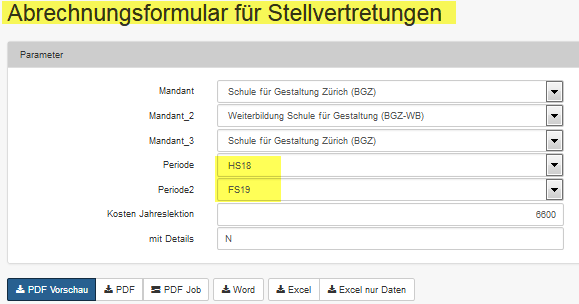 Abrechnungsformular für Stellvertretungen
Parameter
Mandant Schule für Gestaltung Zürich (BGZ)
Mandant_2 Weiterbildung Schule für Gestaltung (BGZ-WB)
Mandant_3 Schule für Gestaltung Zürich (BGZ)
Periode HS18
Periode2 FS19
Kosten Jahreslektion 6600
mit Details N
PDF Vorschau PDF PDF Job Word Excel Excel nur Daten